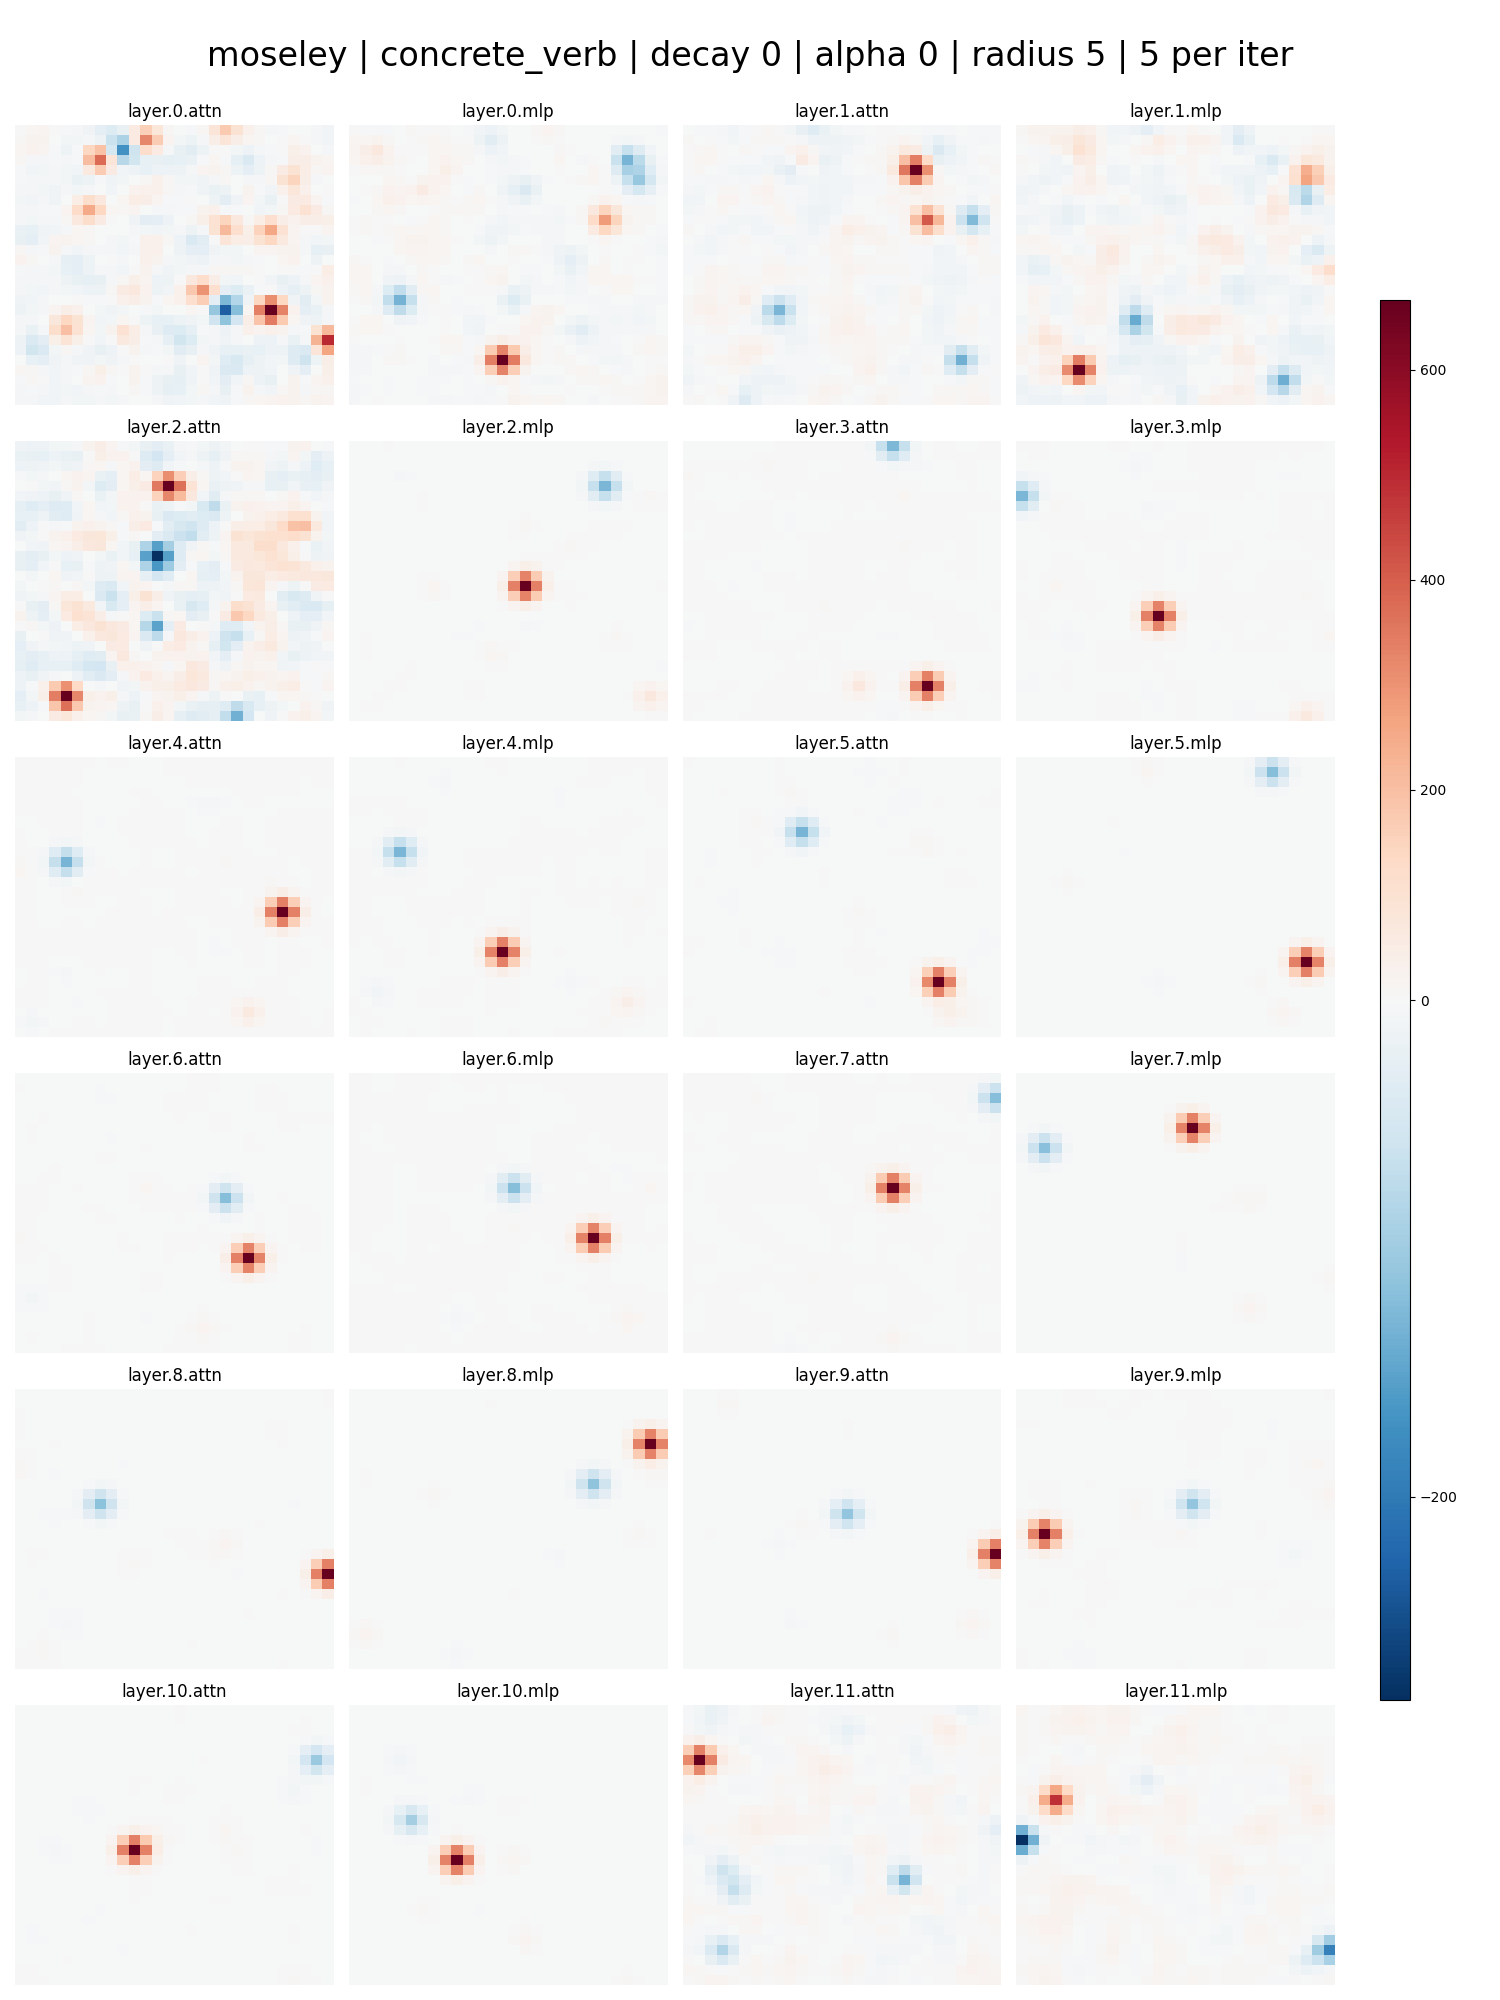 moseley | concrete_verb | decay 0 | alpha 0 | radius 5 | 5 per iter
layer.0.attn
layer.0.mlp
layer.1.attn
layer.1.mlp
layer.2.attn
layer.2.mlp
layer.3.attn
layer.3.mlp
layer.4.attn
layer.4.mlp
layer.5.attn
layer.5.mlp
layer.6.attn
layer.6.mlp
layer.7.attn
layer.7.mlp
layer.8.attn
layer.8.mlp
layer.9.attn
layer.9.mlp
layer.10.attn
layer.10.mlp
layer.11.attn
layer.11.mlp
600
400
200
0
−200